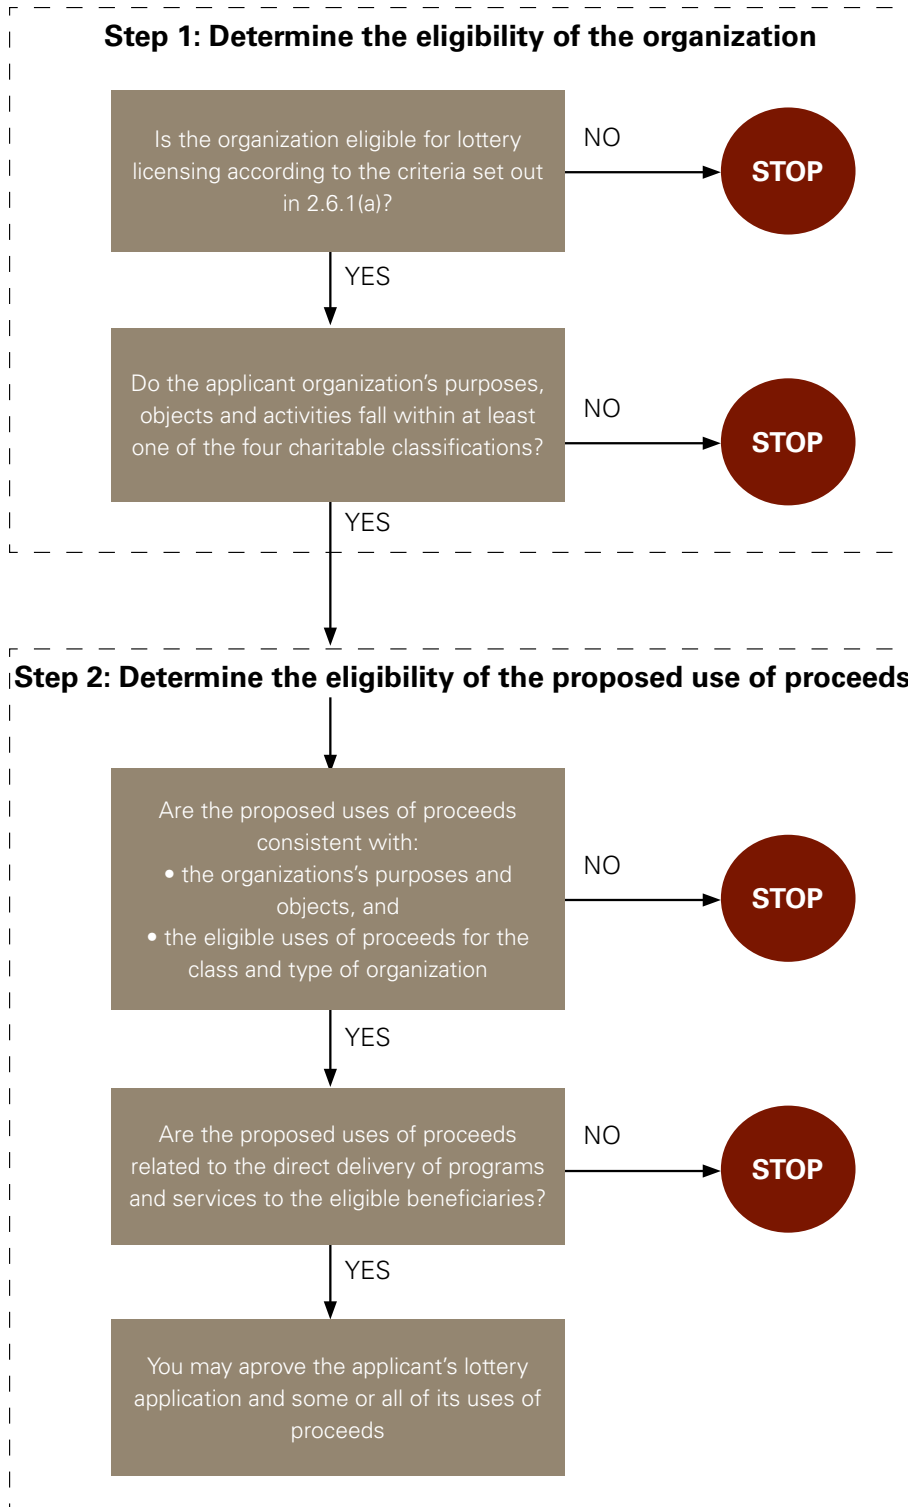 Step 1: Determine the eligibility of the organization
Is the organization eligible for lottery
licensing according to the criteria set out
in 2.6.1(a)?
NO
STOP
YES
Do the applicant organization’s purposes,
objects and activities fall within at least
one of the four charitable classifications?
NO
STOP
YES
Step 2: Determine the eligibility of the proposed use of proceeds
Are the proposed uses of proceeds
consistent with:
• the organizations’s purposes and
objects, and
• the eligible uses of proceeds for the
class and type of organization
NO
STOP
YES
Are the proposed uses of proceeds
related to the direct delivery of programs
and services to the eligible beneficiaries?
NO
STOP
YES
You may aprove the applicant’s lottery
application and some or all of its uses of
proceeds